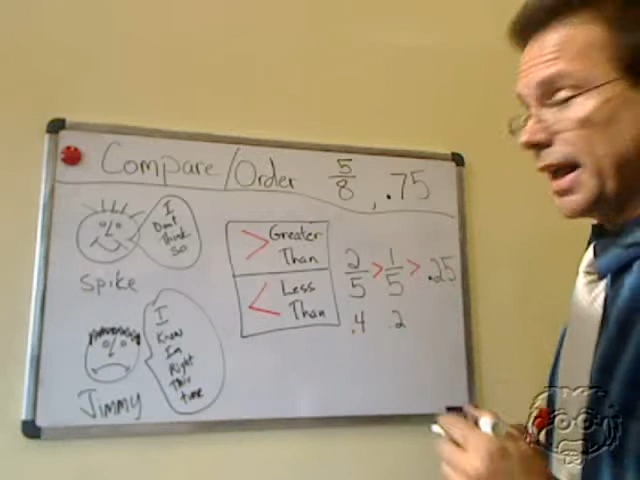 Compare/Order 5/8, .75
I
Don't
Think
So
Spike
> Greater
Than
< Less
Than
2/5 > 1/5 > .25
.4 .2
I
Know
Im
Right
This
time
Jimmy